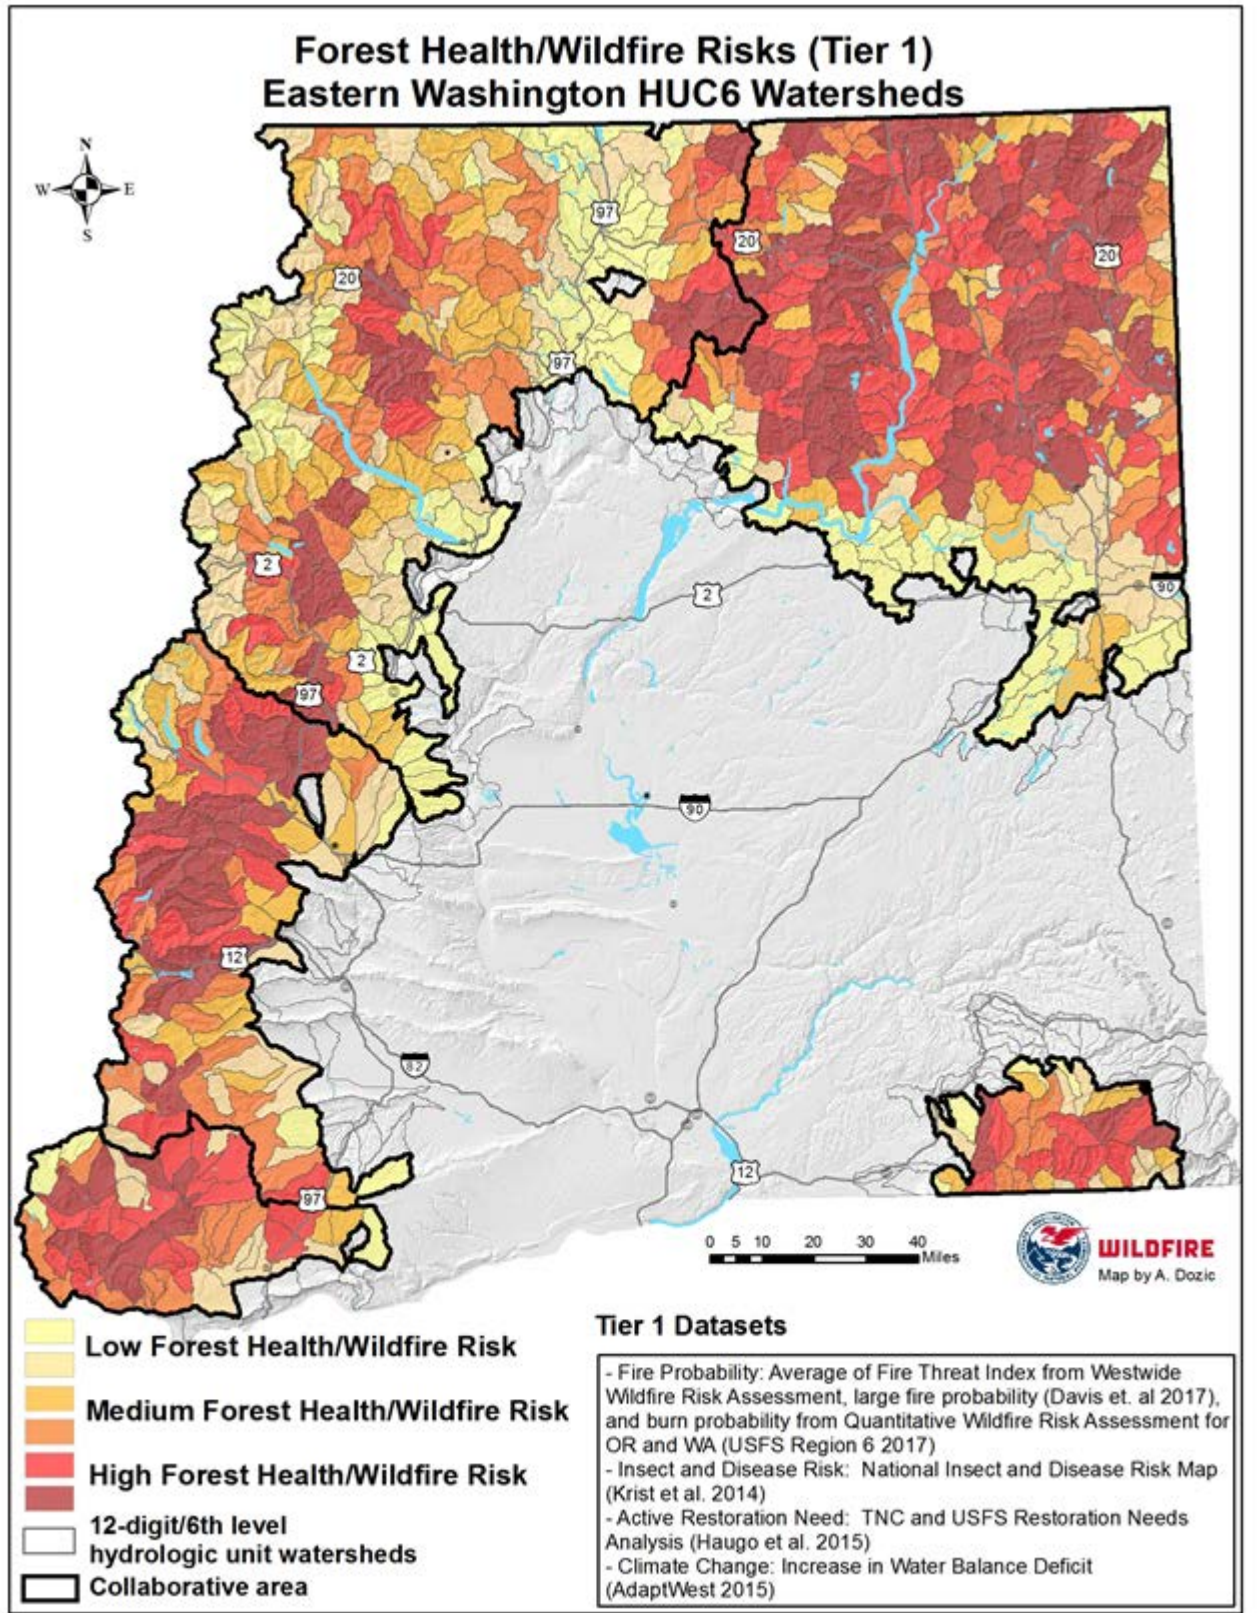 Forest Health/Wildfire Risks (Tier 1)
Eastern Washington HUC6 Watersheds
N
W
E
S
97
20
20
20
97
2
90
2
2
97
90
12
82
97
12
0 5 10 20 30 40
Miles
WILDFIRE
Map by A. Dozic
Low Forest Health/Wildfire Risk
Medium Forest Health/Wildfire Risk
High Forest Health/Wildfire Risk
12-digit/6th level
hydrologic unit watersheds
Collaborative area
Tier 1 Datasets
- Fire Probability: Average of Fire Threat Index from Westwide
Wildfire Risk Assessment, large fire probability (Davis et. al 2017),
and burn probability from Quantitative Wildfire Risk Assessment for
OR and WA (USFS Region 6 2017)
- Insect and Disease Risk: National Insect and Disease Risk Map
(Krist et al. 2014)
- Active Restoration Need: TNC and USFS Restoration Needs
Analysis (Haugo et al. 2015)
- Climate Change: Increase in Water Balance Deficit
(AdaptWest 2015)